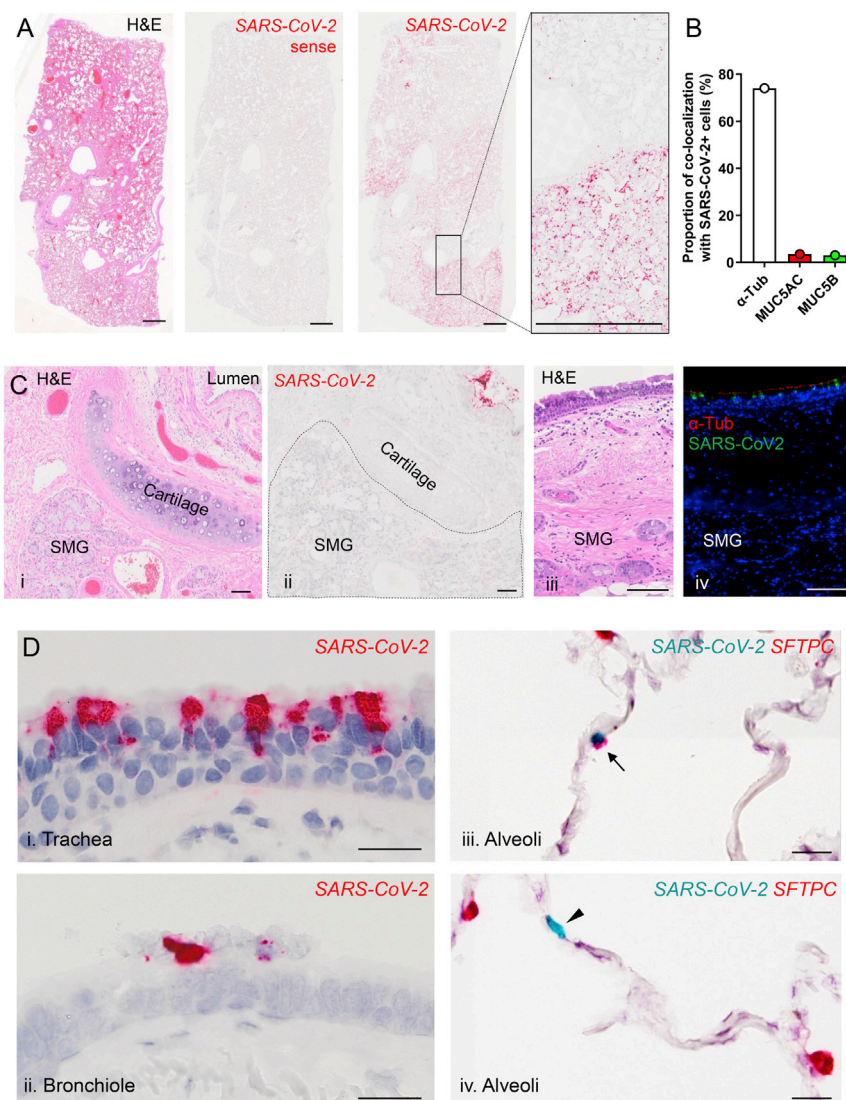 A
H&E
SARS-CoV-2
sense
SARS-CoV-2
B
Proportion of co-localization
with SARS-CoV-2+ cells (%)
80
60
40
20
0
α-Tub
MUC5AC
MUC5B
C
H&E
Lumen
Cartilage
SMG
i
SARS-CoV-2
Cartilage
SMG
ii
H&E
SMG
iii
α-Tub
SARS-CoV2
SMG
iv
D
SARS-CoV-2
i. Trachea
SARS-CoV-2 SFTPC
iii. Alveoli
SARS-CoV-2
ii. Bronchiole
SARS-CoV-2 SFTPC
iv. Alveoli